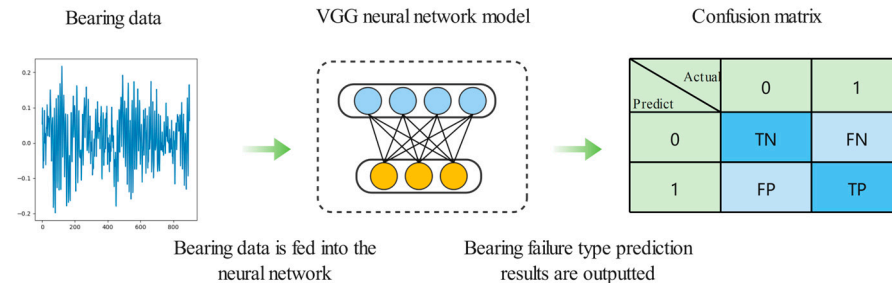 Bearing data
VGG neural network model
Confusion matrix
0.2
0.1
0.0
−0.1
−0.2
0
200
400
600
800
Actual
Predict
0
1
0
TN
FN
1
FP
TP
Bearing data is fed into the
neural network
Bearing failure type prediction
results are outputted